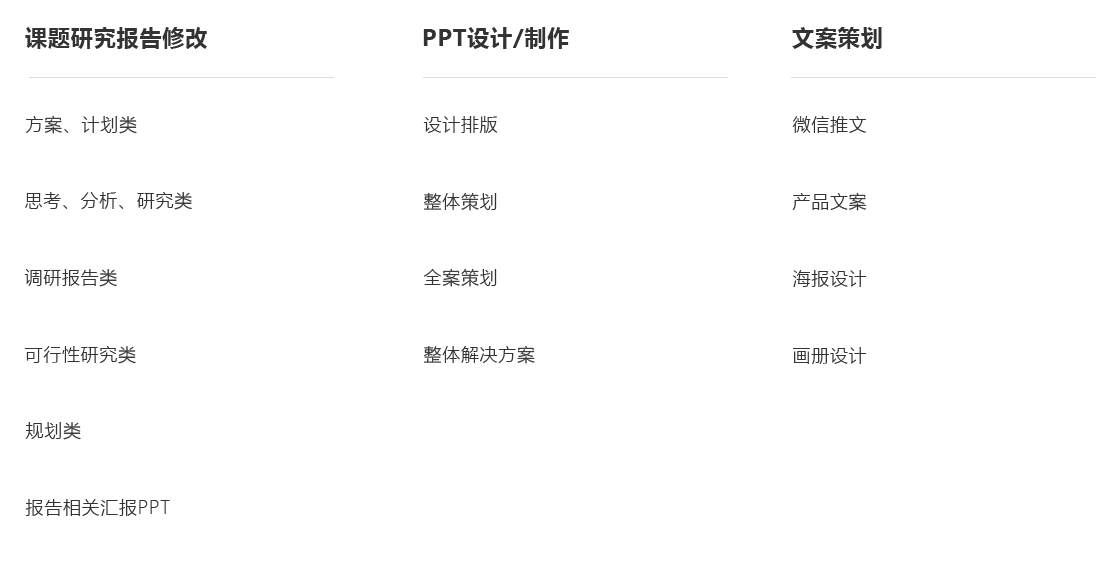 课题研究报告修改
方案、计划类
思考、分析、研究类
调研报告类
可行性研究类
规划类
报告相关汇报PPT
PPT设计/制作
设计排版
整体策划
全案策划
整体解决方案
文案策划
微信推文
产品文案
海报设计
画册设计